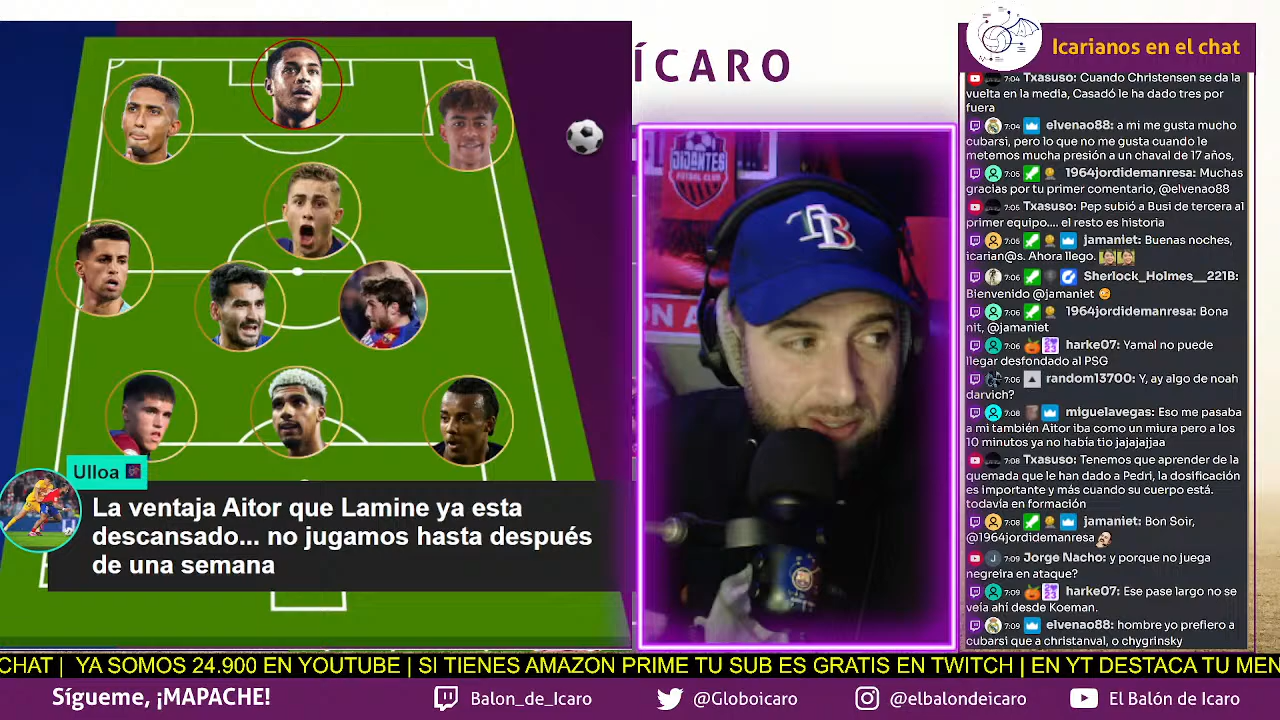 ÍCARO
Icarianos en el chat
GIJANTES
FÚTBOL CLUB
TB
ON A
7:04 Txasuso: Cuando Christensen se da la
vuelta en la media, Casadó le ha dado tres por
fuera
7:04 elvenao88: a mi me gusta mucho
cubarsi, pero lo que no me gusta cuando le
metemos mucha presión a un chaval de 17 años,
7:05 1964jordidemanresa: Muchas
gracias por tu primer comentario, @elvenao88
7:05 Txasuso: Pep subió a Busi de tercera al
primer equipo... el resto es historia
7:06 jamaniet: Buenas noches,
icarian@s. Ahora llego.
7:06 Sherlock_Holmes__221B:
Bienvenido @jamaniet
7:06 1964jordidemanresa: Bona
nit, @jamaniet
7:06 harke07: Yamal no puede
llegar desfondado al PSG
7:06 random13700: Y, ay algo de noah
darvich?
7:08 miguelavegas: Eso me pasaba
a mi también Aitor iba como un miura pero a los
10 minutos ya no había tio jajajajjaa
7:08 Txasuso: Tenemos que aprender de la
quemada que le han dado a Pedri, la dosificación
es importante y más cuando su cuerpo está.
todavía en formación
7:08 jamaniet: Bon Soir,
@1964jordidemanresa
7:09 J Jorge Nacho: y porque no juega
negreira en ataque?
7:09 harke07: Ese pase largo no se
veía ahí desde Koeman.
7:09 elvenao88: hombre yo prefiero a
cubarsi que a christanval, o chygrinsky
Ulloa
La ventaja Aitor que Lamine ya esta
descansado... no jugamos hasta después
de una semana
CHAT | YA SOMOS 24.900 EN YOUTUBE | SI TIENES AMAZON PRIME TU SUB ES GRATIS EN TWITCH | EN YT DESTACA TU MEN
Sígueme, ¡MAPACHE!
Balon_de_Icaro
@Globoicaro
@elbalondeicaro
El Balón de Icaro